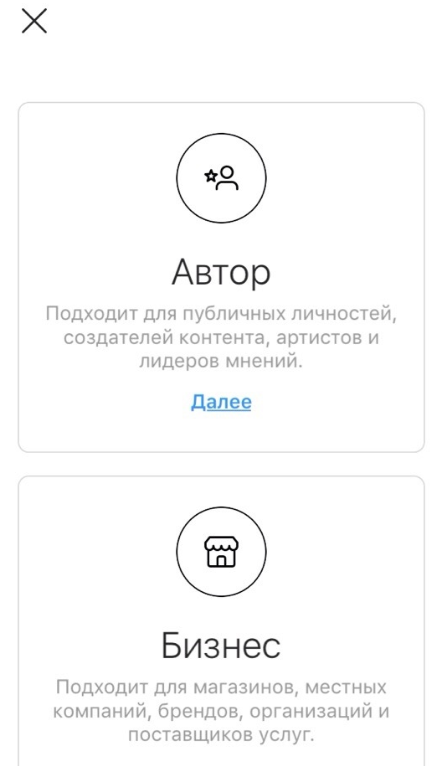 Автор
Подходит для публичных личностей,
создателей контента, артистов и
лидеров мнений.
Далее
Бизнес
Подходит для магазинов, местных
компаний, брендов, организаций и
поставщиков услуг.